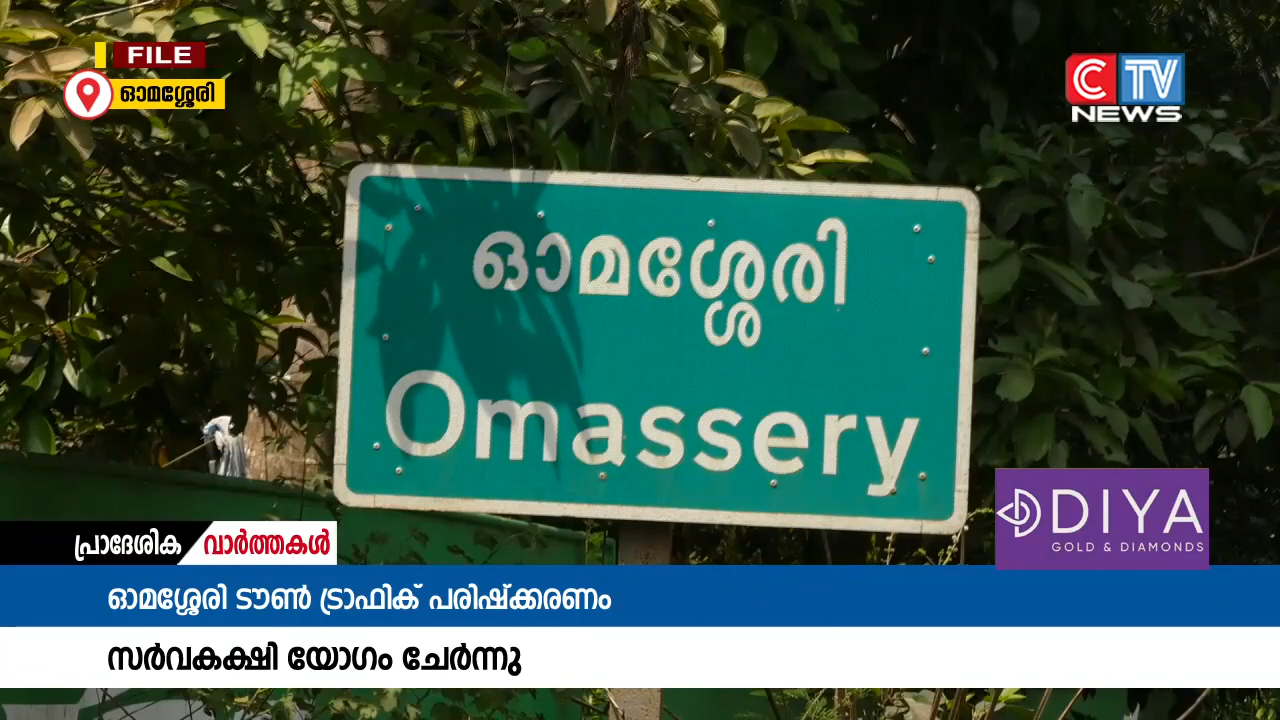 FILE
ഓമശ്ശേരി
CTV
NEWS
ഓമശ്ശേരി
Omassery
DIYA
GOLD & DIAMONDS
പ്രാദേശിക വാർത്തകൾ
ഓമശ്ശേരി ടൗൺ ട്രാഫിക് പരിഷ്ക്കരണം
സർവകക്ഷി യോഗം ചേർന്നു